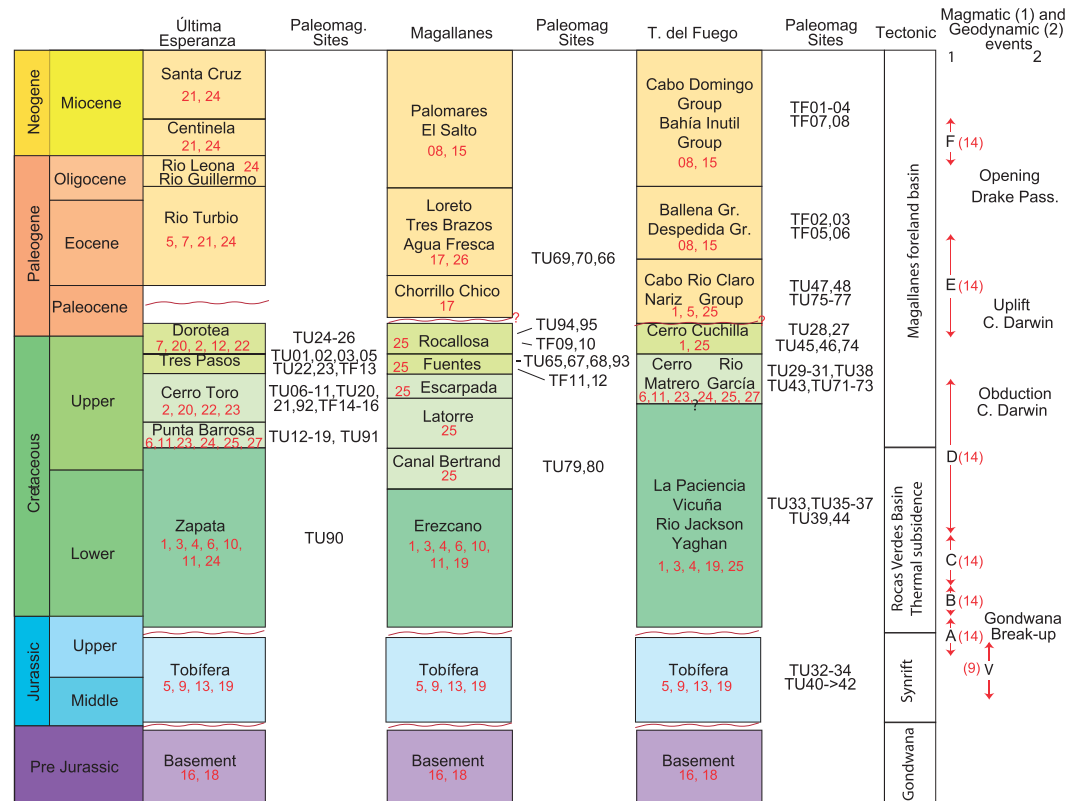 Última
Esperanza
Paleomag.
Sites
Magallanes
Paleomag
Sites
T. del Fuego
Paleomag
Sites
Tectonic
Magmatic (1) and
Geodynamic (2)
events
1 2
Neogene
Miocene
Paleogene
Oligocene
Eocene
Paleocene
Cretaceous
Upper
Lower
Jurassic
Upper
Middle
Pre Jurassic
Santa Cruz
21, 24
Centinela
21, 24
Rio Leona 24
Rio Guillermo
Rio Turbio
5, 7, 21, 24
Dorotea
7, 20, 2, 12, 22
Tres Pasos
Cerro Toro
2, 20, 22, 23
Punta Barrosa
6,11,23, 24, 25, 27
Zapata
1, 3, 4, 6, 10,
11, 24
Tobífera
5, 9, 13, 19
Basement
16, 18
TU24-26
TU01,02,03,05
TU22,23,TF13
TU06-11,TU20,
21,92,TF14-16
TU12-19, TU91
TU90
Palomares
El Salto
08, 15
Loreto
Tres Brazos
Agua Fresca
17, 26
Chorrillo Chico
17
?
25 Rocallosa
25 Fuentes
25 Escarpada
Latorre
25
Canal Bertrand
25
Erezcano
1, 3, 4, 6, 10,
11, 19
Tobífera
5, 9, 13, 19
Basement
16, 18
TU69,70,66
TU94,95
TF09,10
TU65,67,68,93
TF11,12
TU79,80
Cabo Domingo
Group
Bahía Inutil
Group
08, 15
Ballena Gr.
Despedida Gr.
08, 15
Cabo Rio Claro
Nariz Group
1, 5, 25
?
Cerro Cuchilla
1, 25
Cerro Rio
Matrero García
6,11, 23, 24, 25, 27
?
La Paciencia
Vicuña
Rio Jackson
Yaghan
1, 3, 4, 19, 25
Tobífera
5, 9, 13, 19
Basement
16, 18
TF01-04
TF07,08
TF02,03
TF05,06
TU47,48
TU75-77
TU28,27
TU45,46,74
TU29-31,TU38
TU43,TU71-73
TU33,TU35-37
TU39,44
TU32-34
TU40->42
Magallanes foreland basin
Rocas Verdes Basin
Thermal subsidence
Synrift
Gondwana
F (14)
E (14)
D (14)
C (14)
B (14)
A (14)
(9) V
Opening
Drake Pass.
Uplift
C. Darwin
Obduction
C. Darwin
Gondwana
Break-up